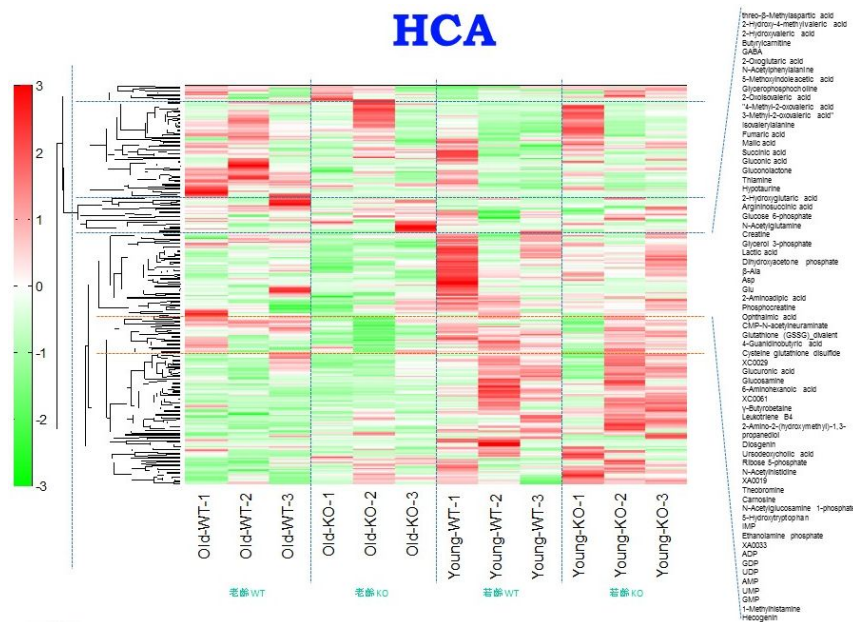 HCA
3
2
1
0
-1
-2
-3
Old-WT-1
Old-WT-2
Old-WT-3
Old-KO-1
Old-KO-2
Old-KO-3
Young-WT-1
Young-WT-2
Young-WT-3
Young-KO-1
Young-KO-2
Young-KO-3
老齢WT
老齢KO
若齢WT
若齢KO
threo-β-Methylaspartic acid
2-Hydroxy-4-methylvaleric acid
2-Hydroxyvaleric acid
Butyrylcarnitine
GABA
2-Oxoglutaric acid
N-Acetylphenylalanine
5-Methoxyindoleacetic acid
Glycerophosphocholine
2-Oxoisovaleric acid
"4-Methyl-2-oxovaleric acid
3-Methyl-2-oxovaleric acid"
Isovalerylalanine
Fumaric acid
Malic acid
Succinic acid
Gluconic acid
Gluconolactone
Thiamine
Hypotaurine
2-Hydroxyglutaric acid
Argininosuccinic acid
Glucose 6-phosphate
N-Acetylglutamine
Creatine
Glycerol 3-phosphate
Lactic acid
Dihydroxyacetone phosphate
β-Ala
Asp
Glu
2-Aminoadipic acid
Phosphocreatine
Ophthalmic acid
CMP-N-acetylneuraminate
Glutathione (GSSG)_divalent
4-Guanidinobutyric acid
Cysteine glutathione disulfide
XC0029
Glucuronic acid
Glucosamine
6-Aminohexanoic acid
XC0061
γ-Butyrobetaine
Leukotriene B4
2-Amino-2-(hydroxymethyl)-1,3-
propanediol
Diosgenin
Ursodeoxycholic acid
Ribose 5-phosphate
N-Acetylhistidine
XA0019
Theobromine
Carnosine
N-Acetylglucosamine 1-phosphate
5-Hydroxytryptophan
IMP
Ethanolamine phosphate
XA0033
ADP
GDP
UDP
AMP
UMP
GMP
1-Methylhistamine
Hecogenin